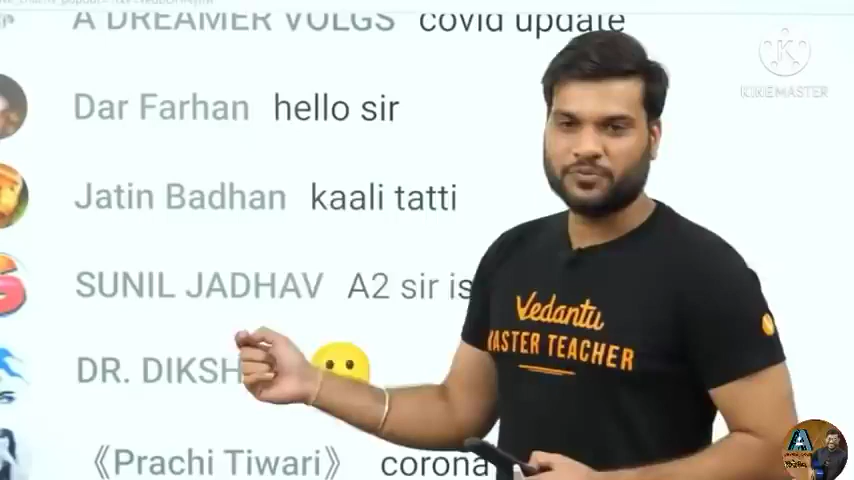 A DREAMER VOLGS covid update
KINEMASTER
Dar Farhan hello sir
Jatin Badhan kaali tatti
SUNIL JADHAV A2 sir is
DR. DIKSH
《Prachi Tiwari》 corona
Vedantu
MASTER TEACHER